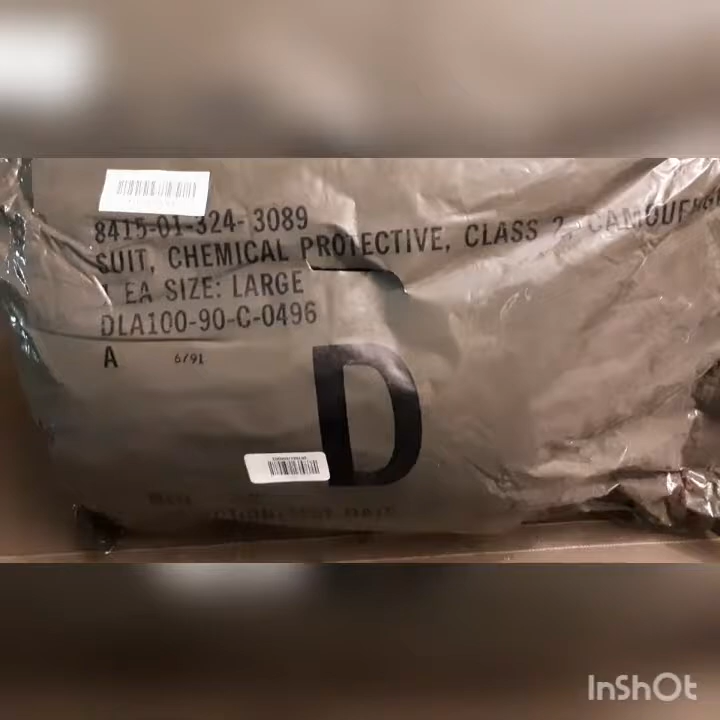 8415-01-324-3089
SUIT, CHEMICAL PROTECTIVE, CLASS 2, CAMOUFLAGE
1 EA SIZE: LARGE
DLA100-90-C-0496
A 6/91
D
InShOt